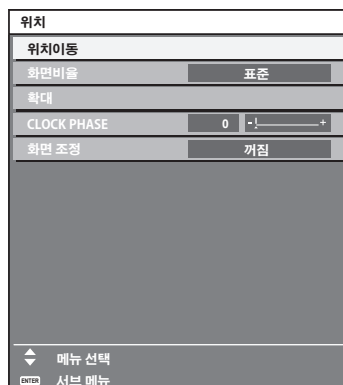 위치
위치이동
화면비율 표준
확대
CLOCK PHASE 0 - +
화면 조정 꺼짐
메뉴 선택
ENTER 서브 메뉴